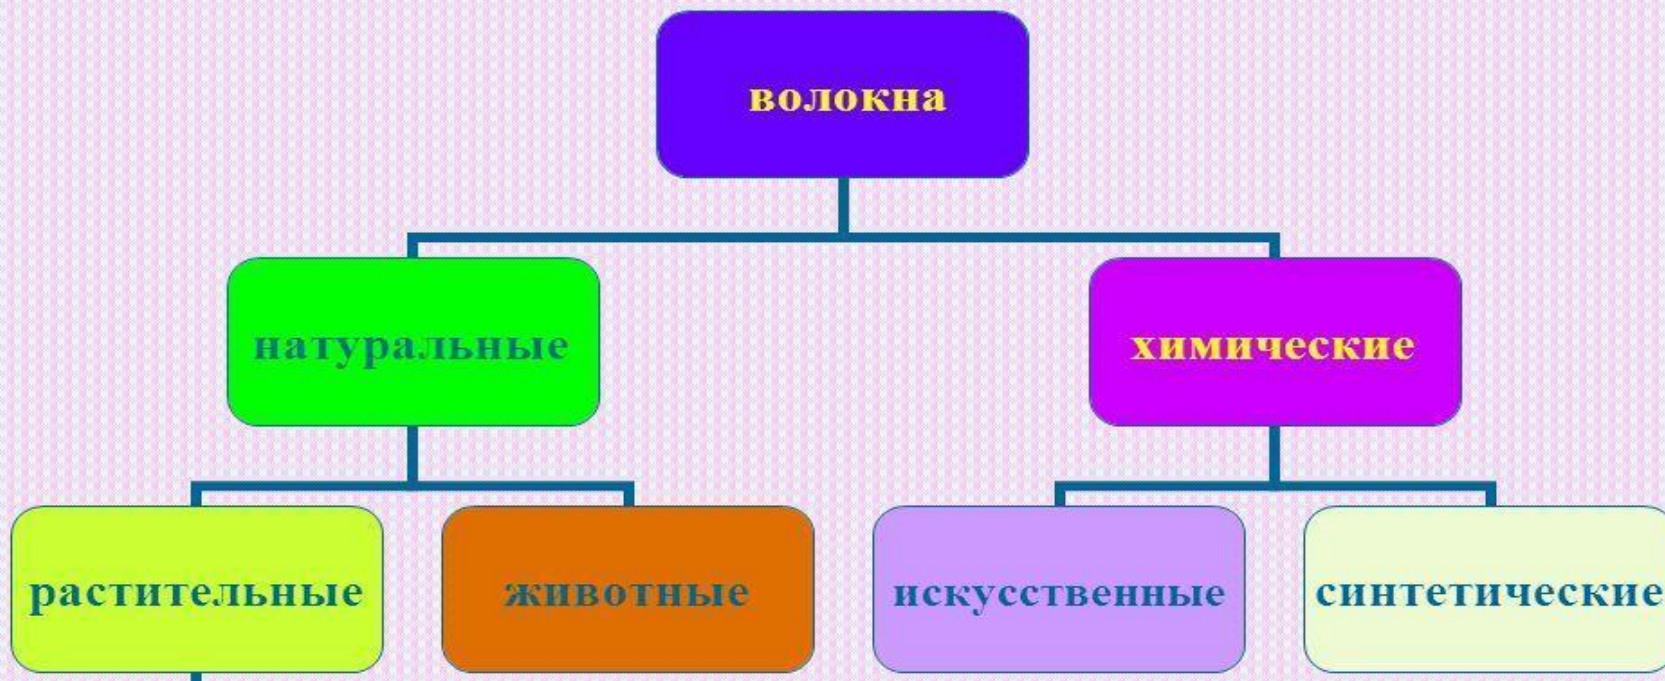 волокна
натуральные
химические
растительные
животные
искусственные
синтетические